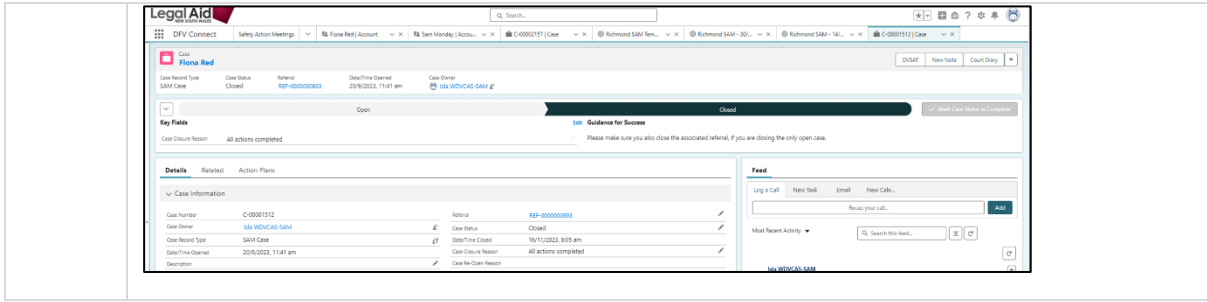 Legal Aid
NEW SOUTH WALES
Search...
DFV Connect Safety Action Meetings Fiona Red | Account Sam Monday | Accou... C-00002157 | Case Richmond SAM Tem... Richmond SAM - 30/... Richmond SAM - 14/... C-00001512 | Case
Case
Fiona Red
DVSAT New Note Court Diary
Case Record Type Case Status Referral Date/Time Opened Case Owner
SAM Case Closed REF-0000000893 20/9/2023, 11:41 am Isla WDVCAS-SAM
Open Closed Mark Case Status as Complete
Key Fields Edit Guidance for Success
Case Closure Reason All actions completed Please make sure you also close the associated referral, if you are closing the only open case.
Details Related Action Plans Feed
Case Information Log a Call New Task Email New Cale...
Recap your call... Add
Case Number C-00001512 Referral REF-0000000893
Case Owner Isla WDVCAS-SAM Case Status Closed
Most Recent Activity Search this feed...
Case Record Type SAM Case Date/Time Closed 16/11/2023, 8:05 am
Date/Time Opened 20/9/2023, 11:41 am Case Closure Reason All actions completed
Description Case Re-Open Reason
Isla WDVCAS-SAM